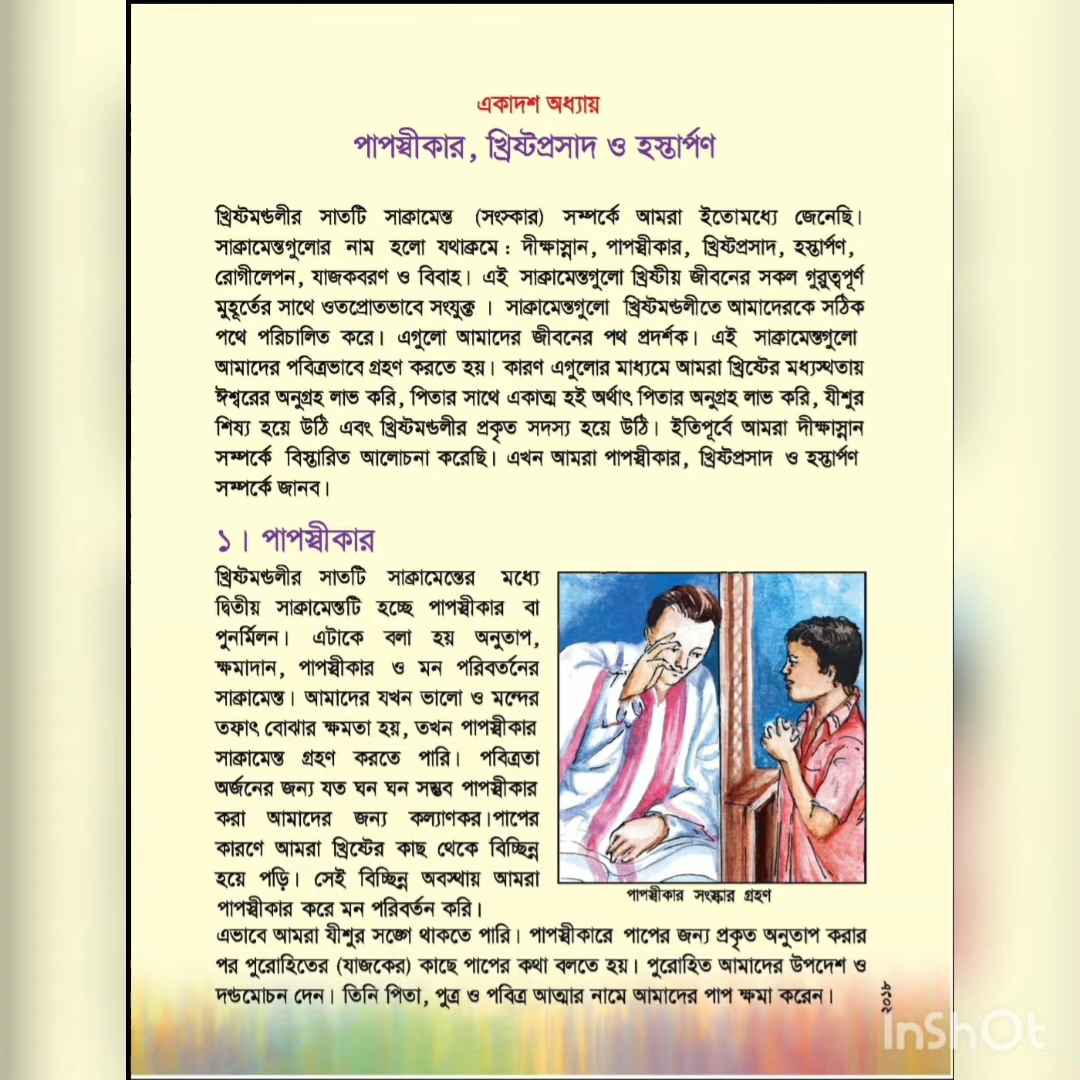 একাদশ অধ্যায়
পাপস্বীকার, খ্রিষ্টপ্রসাদ ও হস্তার্পণ
খ্রিষ্টমণ্ডলীর সাতটি সাক্রামেন্ত (সংস্কার) সম্পর্কে আমরা ইতোমধ্যে জেনেছি।
সাক্রামেন্তগুলোর নাম হলো যথাক্রমে : দীক্ষাস্নান, পাপস্বীকার, খ্রিষ্টপ্রসাদ, হস্তার্পণ,
রোগীলেপন, যাজকবরণ ও বিবাহ। এই সাক্রামেন্তগুলো খ্রিষ্টীয় জীবনের সকল গুরুত্বপূর্ণ
মুহূর্তের সাথে ওতপ্রোতভাবে সংযুক্ত । সাক্রামেন্তগুলো খ্রিষ্টমণ্ডলীতে আমাদেরকে সঠিক
পথে পরিচালিত করে। এগুলো আমাদের জীবনের পথ প্রদর্শক। এই সাক্রামেন্তগুলো
আমাদের পবিত্রভাবে গ্রহণ করতে হয়। কারণ এগুলোর মাধ্যমে আমরা খ্রিষ্টের মধ্যস্থতায়
ঈশ্বরের অনুগ্রহ লাভ করি, পিতার সাথে একাত্ম হই অর্থাৎ পিতার অনুগ্রহ লাভ করি, যীশুর
শিষ্য হয়ে উঠি এবং খ্রিষ্টমণ্ডলীর প্রকৃত সদস্য হয়ে উঠি। ইতিপূর্বে আমরা দীক্ষাস্নান
সম্পর্কে বিস্তারিত আলোচনা করেছি। এখন আমরা পাপস্বীকার, খ্রিষ্টপ্রসাদ ও হস্তার্পণ
সম্পর্কে জানব।
১। পাপস্বীকার
খ্রিষ্টমণ্ডলীর সাতটি সাক্রামেন্তের মধ্যে
দ্বিতীয় সাক্রামেন্তটি হচ্ছে পাপস্বীকার বা
পুনর্মিলন। এটাকে বলা হয় অনুতাপ,
ক্ষমাদান, পাপস্বীকার ও মন পরিবর্তনের
সাক্রামেন্ত। আমাদের যখন ভালো ও মন্দের
তফাৎ বোঝার ক্ষমতা হয়, তখন পাপস্বীকার
সাক্রামেন্ত গ্রহণ করতে পারি। পবিত্রতা
অর্জনের জন্য যত ঘন ঘন সম্ভব পাপস্বীকার
করা আমাদের জন্য কল্যাণকর।পাপের
কারণে আমরা খ্রিষ্টের কাছ থেকে বিচ্ছিন্ন
হয়ে পড়ি। সেই বিচ্ছিন্ন অবস্থায় আমরা
পাপস্বীকার করে মন পরিবর্তন করি।
পাপস্বীকার সংস্কার গ্রহণ
এভাবে আমরা যীশুর সঙ্গে থাকতে পারি। পাপস্বীকারে পাপের জন্য প্রকৃত অনুতাপ করার
পর পুরোহিতের (যাজকের) কাছে পাপের কথা বলতে হয়। পুরোহিত আমাদের উপদেশ ও
দণ্ডমোচন দেন। তিনি পিতা, পুত্র ও পবিত্র আত্মার নামে আমাদের পাপ ক্ষমা করেন।
২০১৮
InShOt